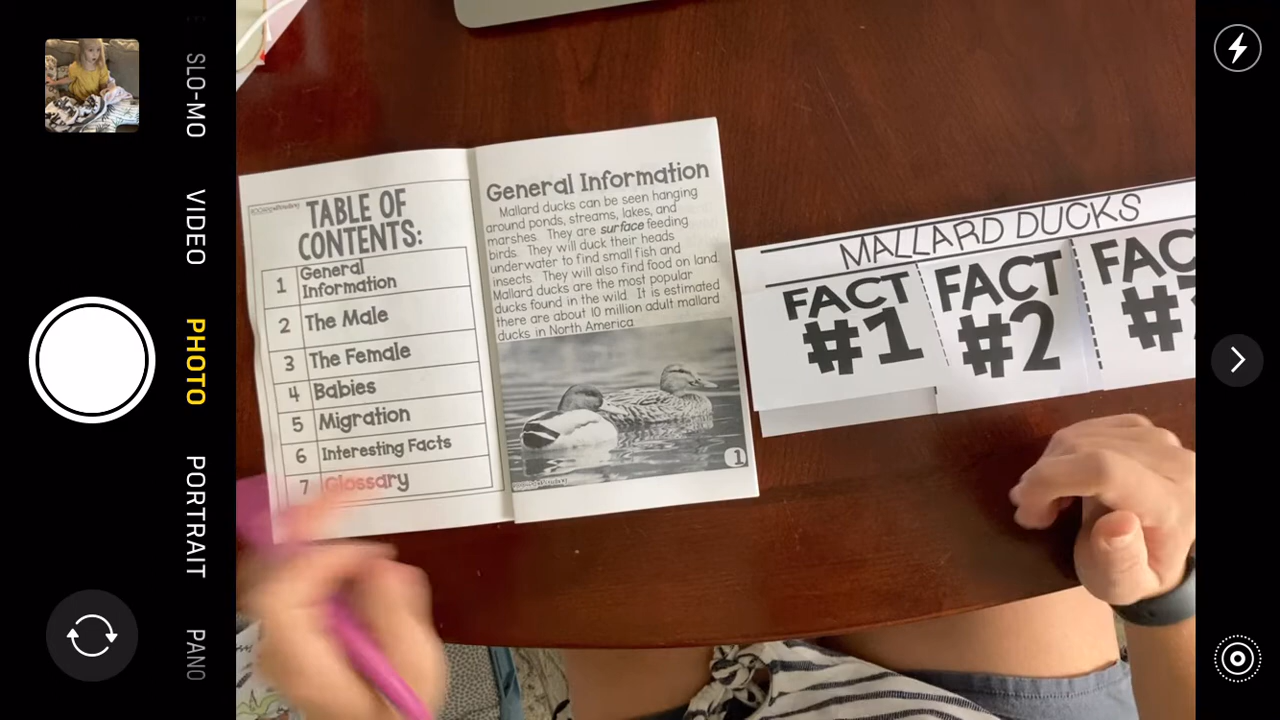 SLO-MO
VIDEO
PHOTO
PORTRAIT
PANO
TABLE OF
CONTENTS:
1 General
Information
2 The Male
3 The Female
4 Babies
5 Migration
6 Interesting Facts
7 Glossary
General Information
Mallard ducks can be seen hanging
around ponds, streams, lakes, and
marshes. They are surface feeding
birds. They will duck their heads
underwater to find small fish and
insects. They will also find food on land.
Mallard ducks are the most popular
ducks found in the wild. It is estimated
there are about 10 million adult mallard
ducks in North America
1
MALLARD DUCKS
FACT
#1
FACT
#2
FAC
#